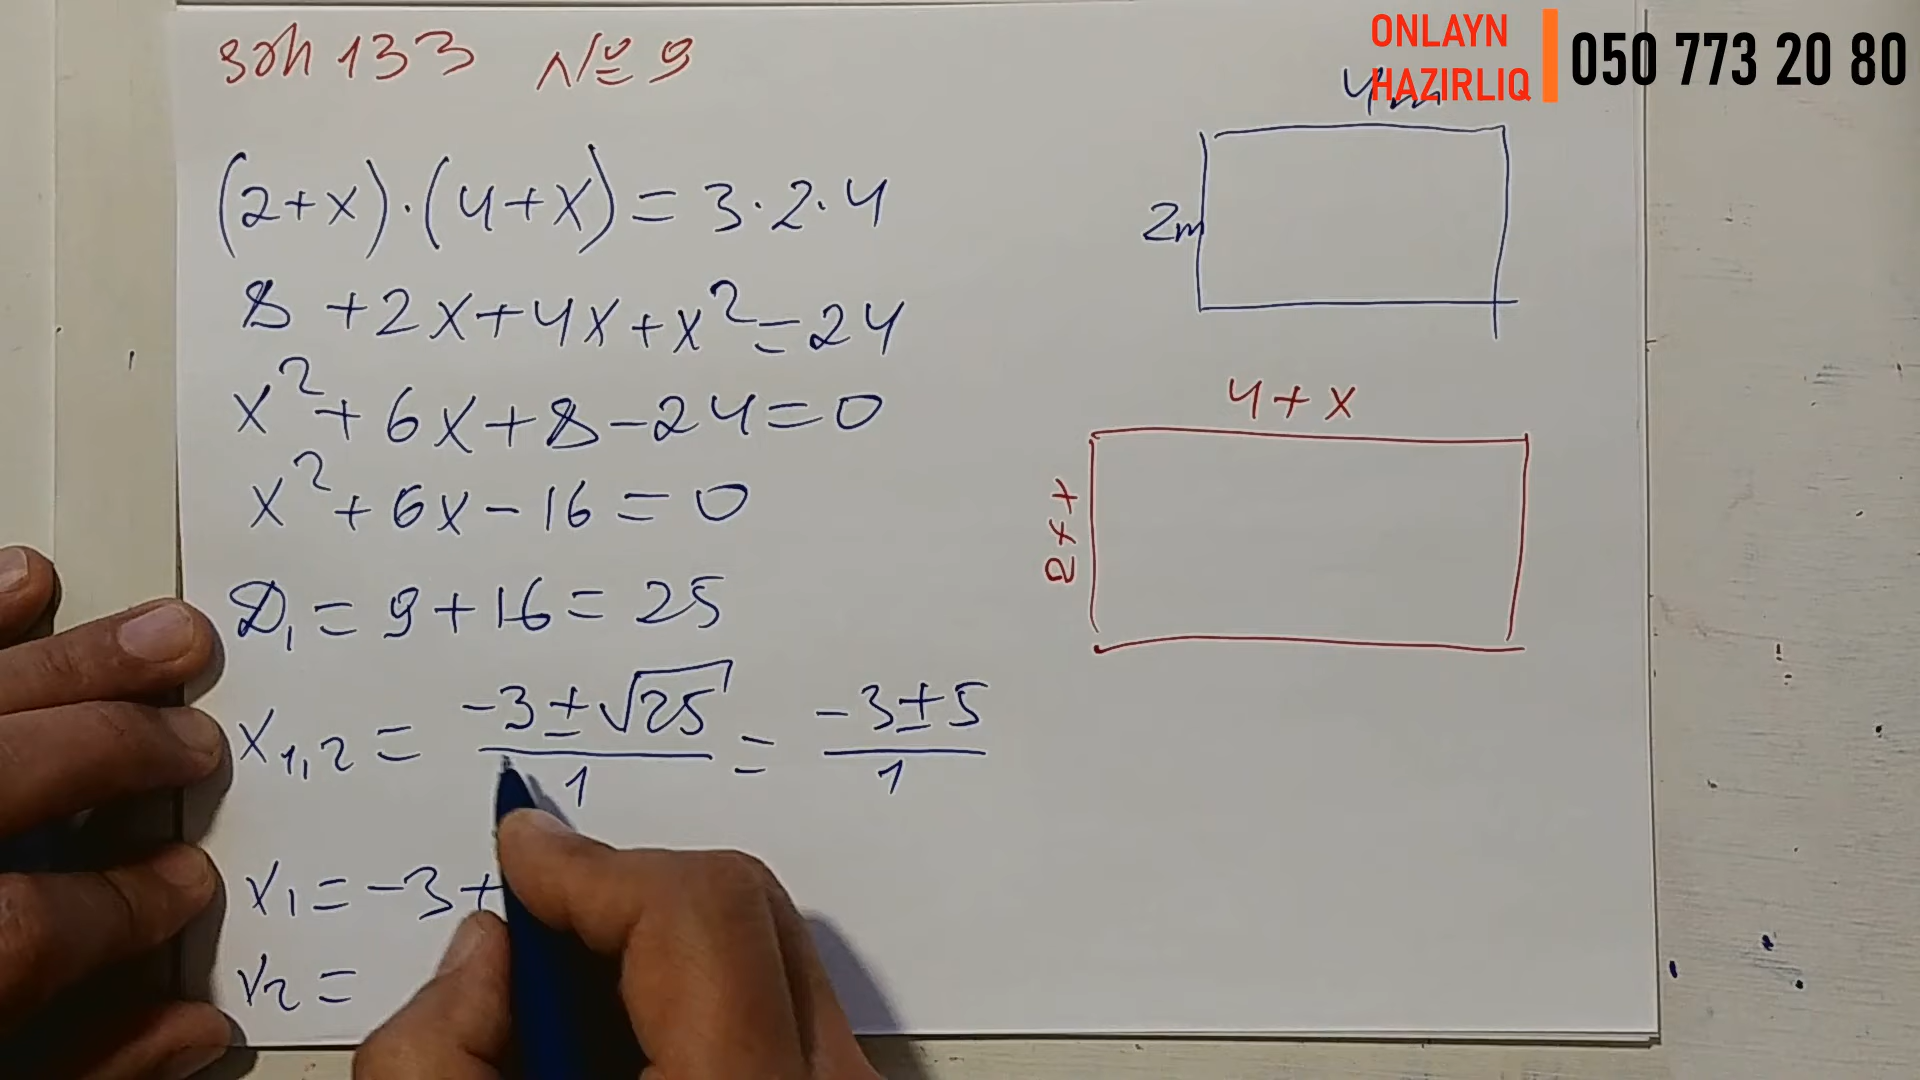 səh 133 № 9
ONLAYN HAZIRLIQ 050 773 20 80
(2+x)·(4+x)=3·2·4
8+2x+4x+x²=24
x²+6x+8-24=0
x²+6x-16=0
D₁=9+16=25
x₁,₂=(-3±√25)/1=(-3±5)/1
x₁=-3+
x₂=
4m
2m
4+x
2+x